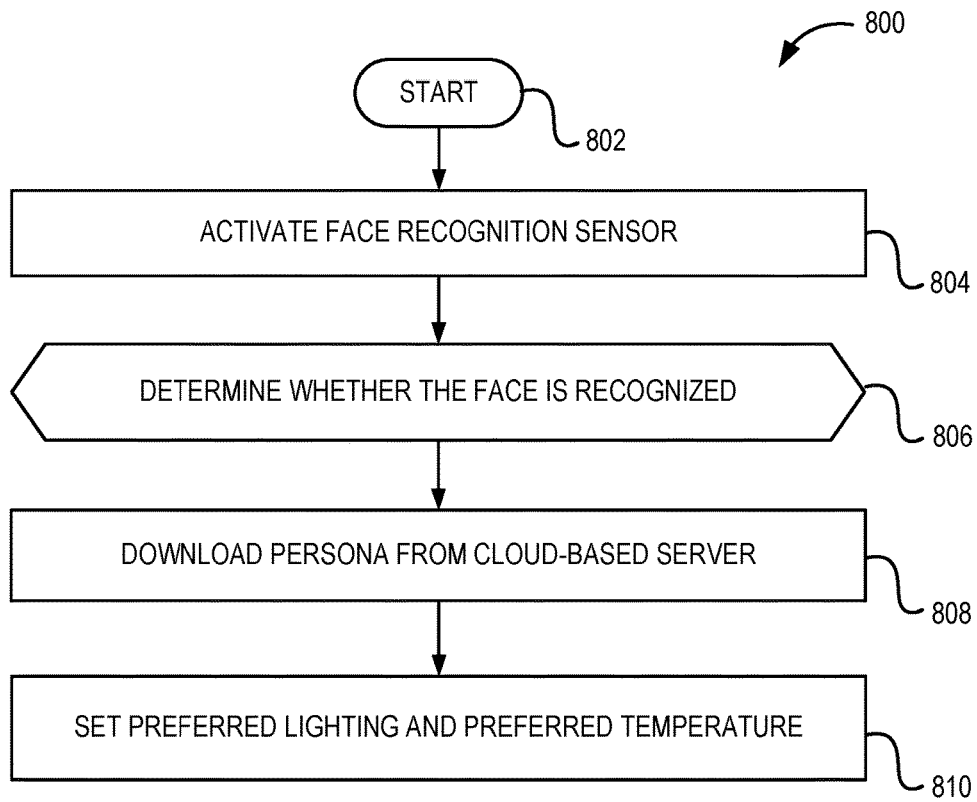 800
START
802
ACTIVATE FACE RECOGNITION SENSOR
804
DETERMINE WHETHER THE FACE IS RECOGNIZED
806
DOWNLOAD PERSONA FROM CLOUD-BASED SERVER
808
SET PREFERRED LIGHTING AND PREFERRED TEMPERATURE
810